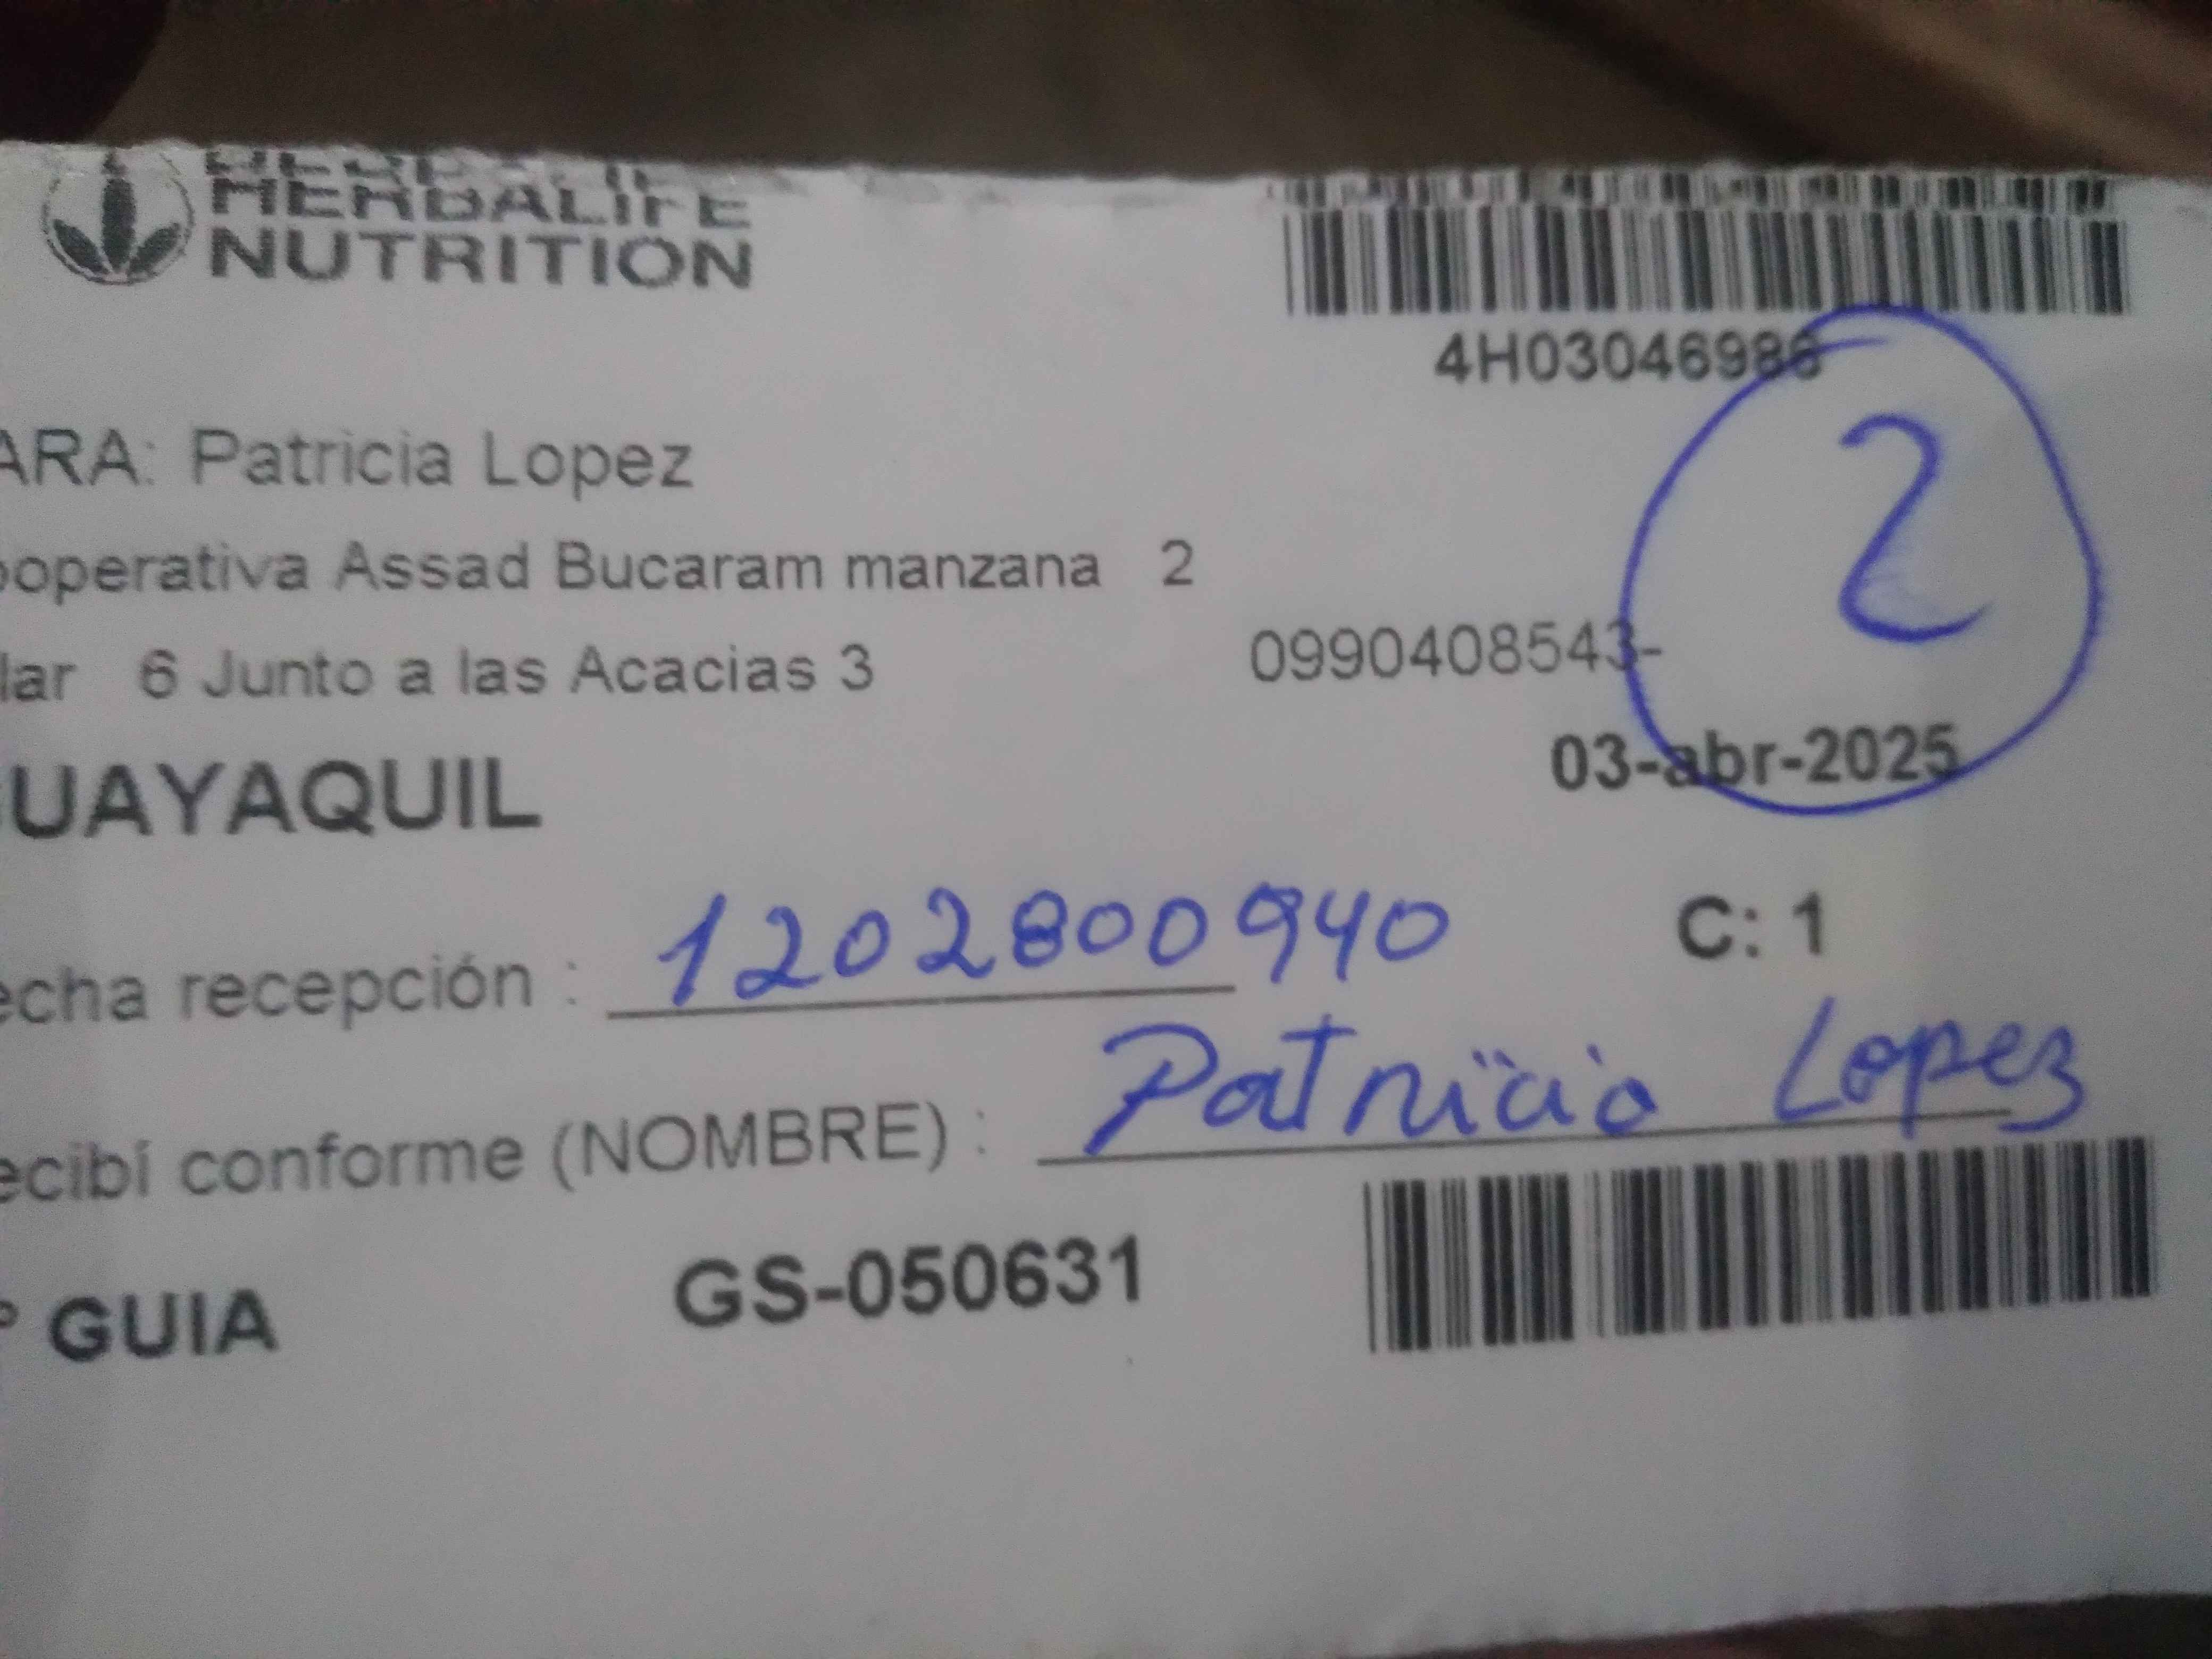 HERBALIFE
NUTRITION
4H03046986
2
ARA: Patricia Lopez
ooperativa Assad Bucaram manzana 2
lar 6 Junto a las Acacias 3 0990408543-
03-abr-2025
UAYAQUIL
echa recepción : 1202800940 C: 1
ecibí conforme (NOMBRE) : Patricia Lopez
° GUIA GS-050631